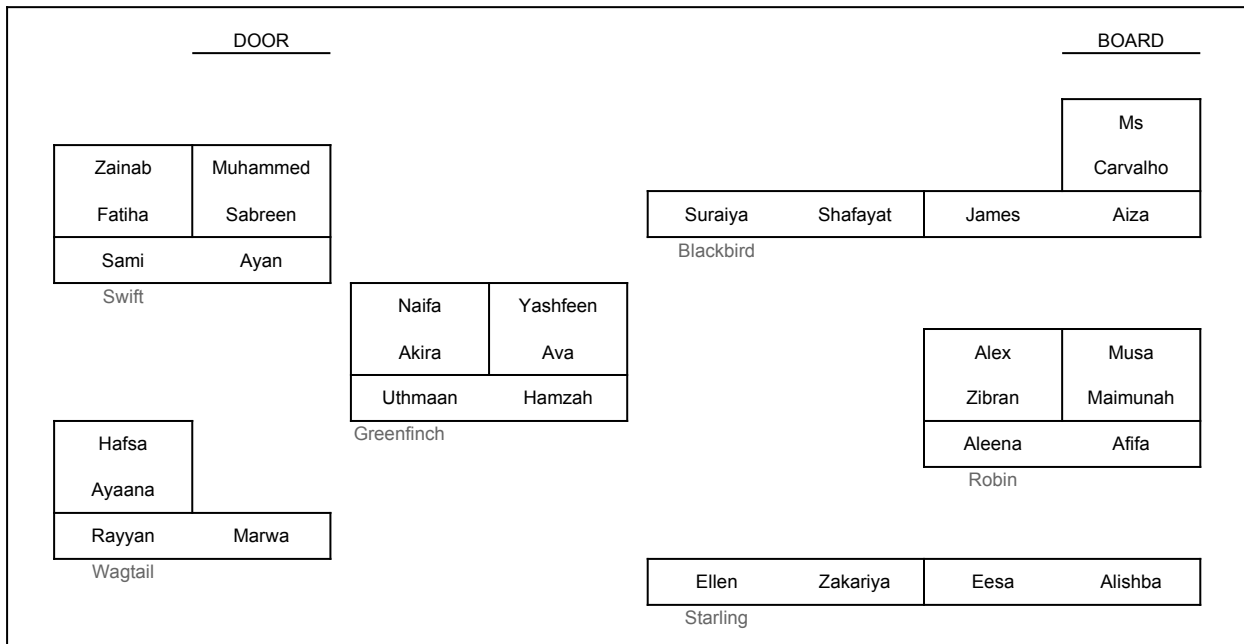 DOOR
BOARD
Ms
Carvalho
Zainab Muhammed
Fatiha Sabreen
Sami Ayan
Swift
Suraiya Shafayat James Aiza
Blackbird
Naifa Yashfeen
Akira Ava
Uthmaan Hamzah
Greenfinch
Alex Musa
Zibran Maimunah
Aleena Afifa
Robin
Hafsa
Ayaana
Rayyan Marwa
Wagtail
Ellen Zakariya Eesa Alishba
Starling